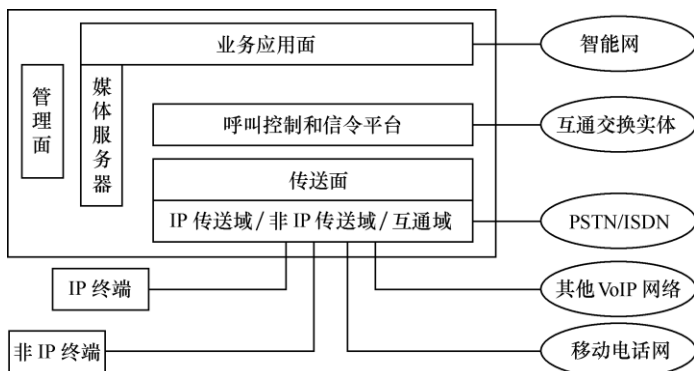 业务应用面
智能网
管理面
媒体服务器
呼叫控制和信令平台
互通交换实体
传送面
IP 传送域/非 IP 传送域/互通域
PSTN/ISDN
IP 终端
其他 VoIP 网络
非 IP 终端
移动电话网